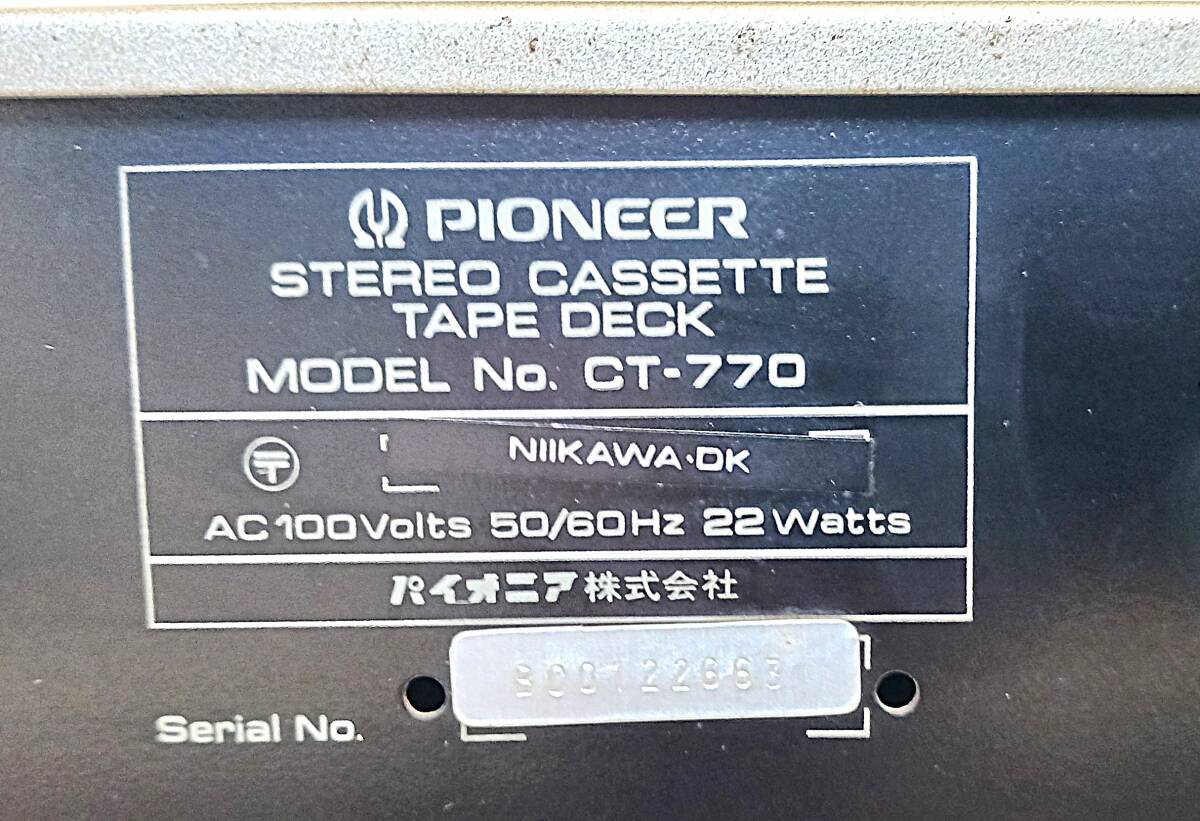 PIONEER
STEREO CASSETTE
TAPE DECK
MODEL No. CT-770
〒 NIIKAWA·DK
AC100Volts 50/60Hz 22Watts
パイオニア株式会社
Serial No.